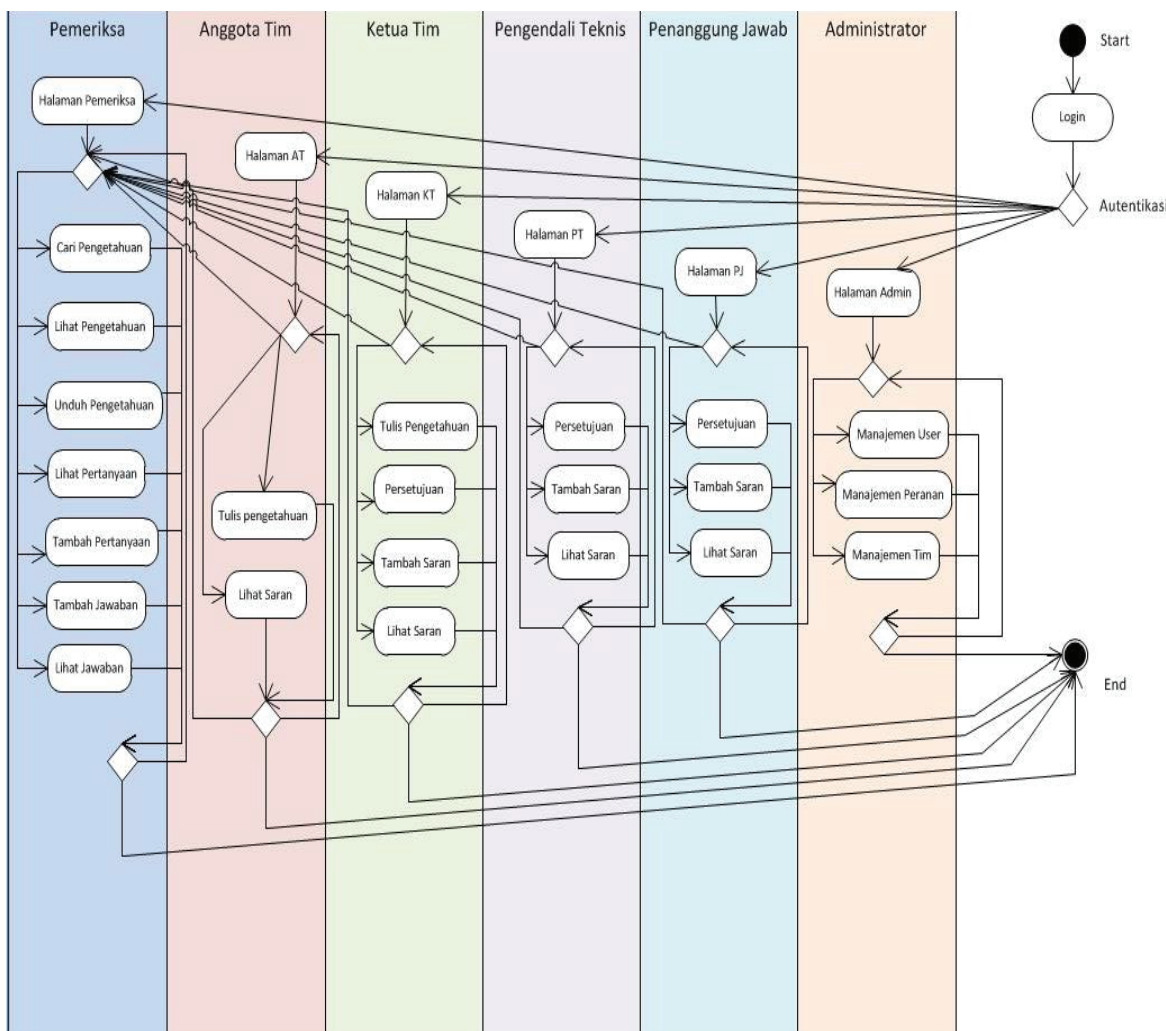 Pemeriksa
Anggota Tim
Ketua Tim
Pengendali Teknis
Penanggung Jawab
Administrator
Start
Login
Autentikasi
End
Halaman Pemeriksa
Cari Pengetahuan
Lihat Pengetahuan
Unduh Pengetahuan
Lihat Pertanyaan
Tambah Pertanyaan
Tambah Jawaban
Lihat Jawaban
Halaman AT
Tulis pengetahuan
Lihat Saran
Halaman KT
Tulis Pengetahuan
Persetujuan
Tambah Saran
Lihat Saran
Halaman PT
Persetujuan
Tambah Saran
Lihat Saran
Halaman PJ
Persetujuan
Tambah Saran
Lihat Saran
Halaman Admin
Manajemen User
Manajemen Peranan
Manajemen Tim